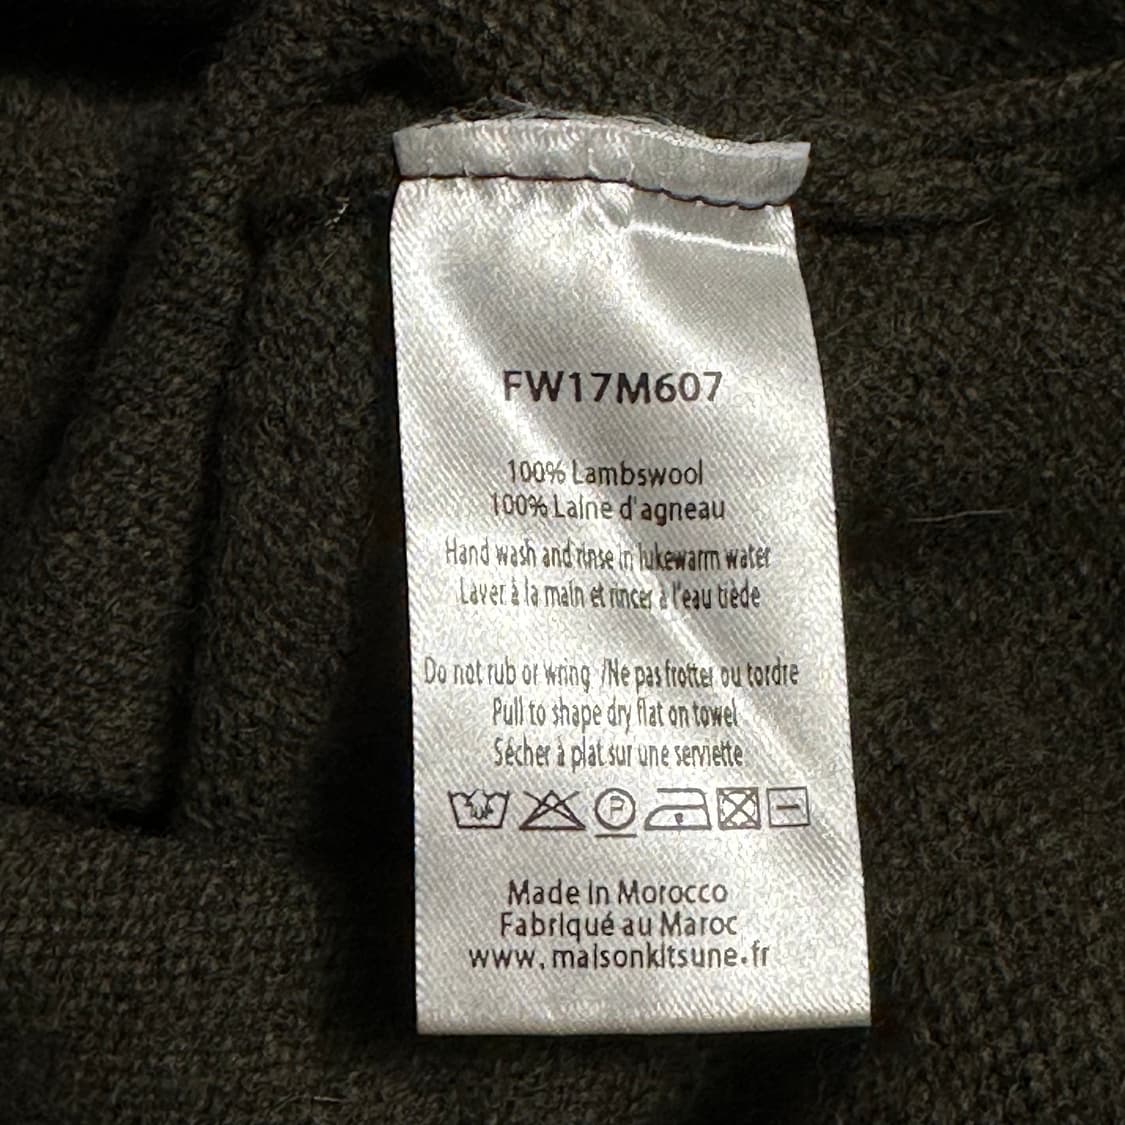 FW17M607
100% Lambswool
100% Laine d'agneau
Hand wash and rinse in lukewarm water
Laver à la main et rincer à l'eau tiède
Do not rub or wring /Ne pas frotter ou tordre
Pull to shape dry flat on towel
Sécher à plat sur une serviette
P
Made in Morocco
Fabriqué au Maroc
www.maisonkitsune.fr